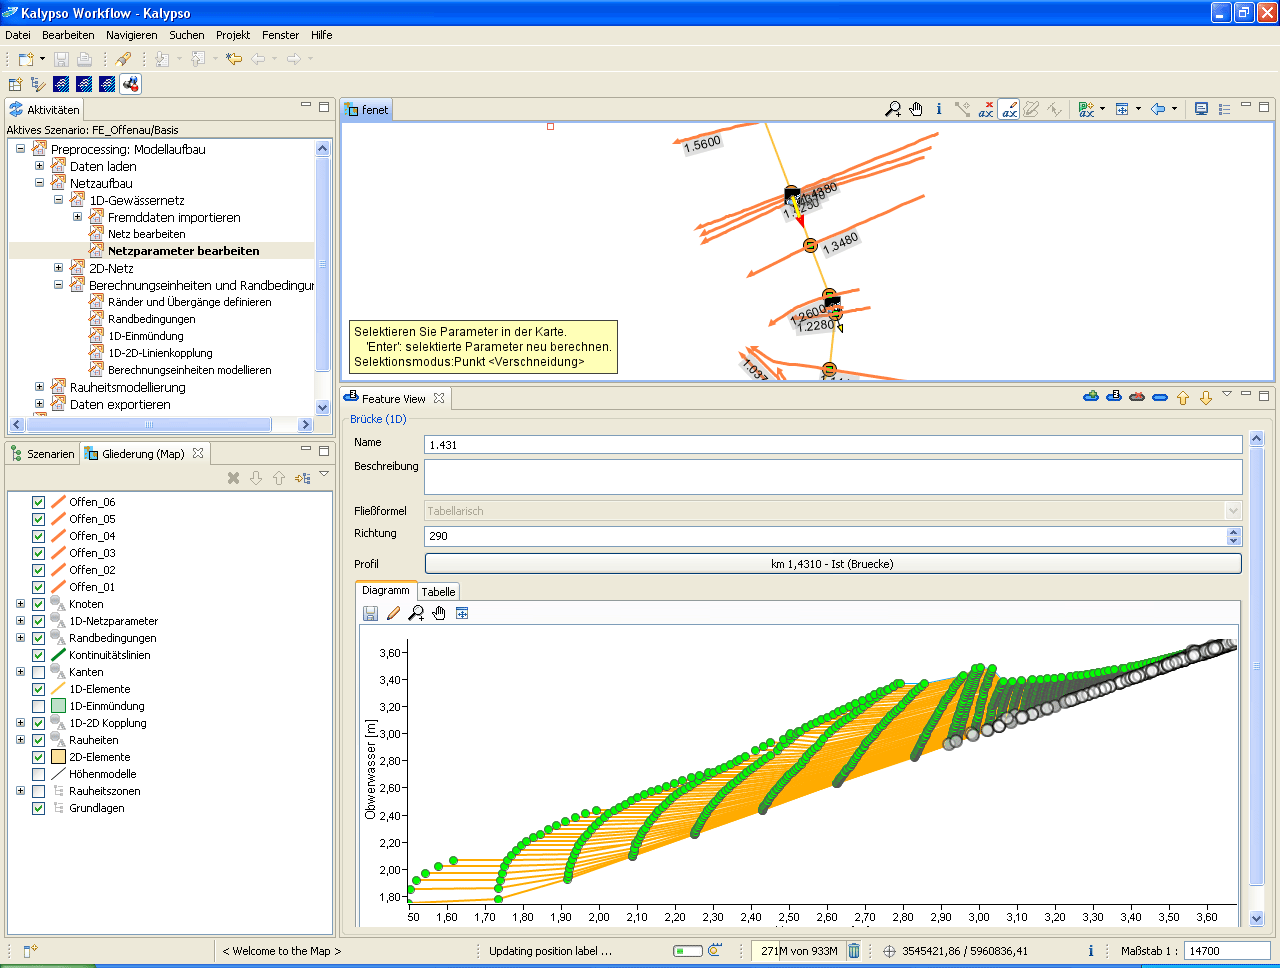 Kalypso Workflow - Kalypso
Datei Bearbeiten Navigieren Suchen Projekt Fenster Hilfe
Aktivitäten
Aktives Szenario: FE_Offenau/Basis
Preprocessing: Modellaufbau
Daten laden
Netzaufbau
1D-Gewässernetz
Fremddaten importieren
Netz bearbeiten
Netzparameter bearbeiten
2D-Netz
Berechnungseinheiten und Randbedingu
Ränder und Übergänge definieren
Randbedingungen
1D-Einmündung
1D-2D-Linienkopplung
Berechnungseinheiten modellieren
Rauheitsmodellierung
Daten exportieren
Szenarien
Gliederung (Map)
Offen_06
Offen_05
Offen_04
Offen_03
Offen_02
Offen_01
Knoten
1D-Netzparameter
Randbedingungen
Kontinuitätslinien
Kanten
1D-Elemente
1D-Einmündung
1D-2D Kopplung
Rauheiten
2D-Elemente
Höhenmodelle
Rauheitszonen
Grundlagen
fenet
1.5600
1.3480
1.2600
1.2280
1.037
Selektieren Sie Parameter in der Karte.
'Enter': selektierte Parameter neu berechnen.
Selektionsmodus:Punkt <Verschneidung>
Feature View
Brücke (1D)
Name 1.431
Beschreibung
Fließformel Tabellarisch
Richtung 290
Profil km 1,4310 - Ist (Bruecke)
Diagramm Tabelle
Obwerwasser [m]
3,60
3,40
3,20
3,00
2,80
2,60
2,40
2,20
2,00
1,80
50 1,60 1,70 1,80 1,90 2,00 2,10 2,20 2,30 2,40 2,50 2,60 2,70 2,80 2,90 3,00 3,10 3,20 3,30 3,40 3,50 3,60
< Welcome to the Map >
Updating position label ...
271M von 933M
3545421,86 / 5960836,41
Maßstab 1 : 14700